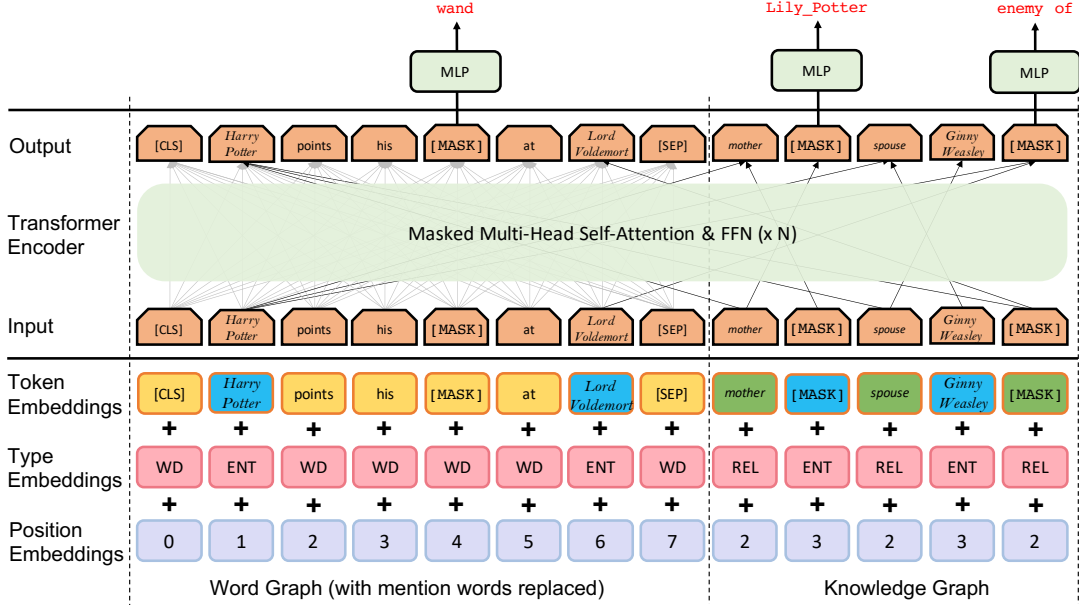 wand Lily_Potter enemy of
MLP MLP MLP
Output [CLS] Harry Potter points his [MASK] at Lord Voldemort [SEP] mother [MASK] spouse Ginny Weasley [MASK]
Transformer Encoder
Masked Multi-Head Self-Attention & FFN (x N)
Input [CLS] Harry Potter points his [MASK] at Lord Voldemort [SEP] mother [MASK] spouse Ginny Weasley [MASK]
Token Embeddings [CLS] Harry Potter points his [MASK] at Lord Voldemort [SEP] mother [MASK] spouse Ginny Weasley [MASK]
+ + + + + + + + + + + + +
Type Embeddings WD ENT WD WD WD WD ENT WD REL ENT REL ENT REL
+ + + + + + + + + + + + +
Position Embeddings 0 1 2 3 4 5 6 7 2 3 2 3 2
Word Graph (with mention words replaced) Knowledge Graph